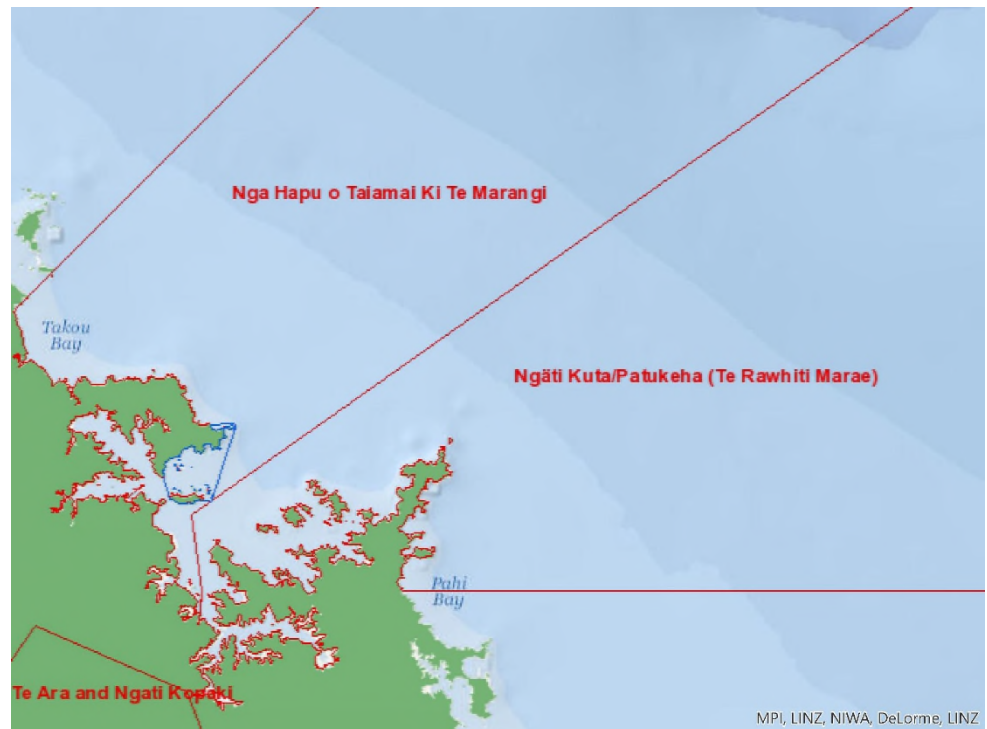 Nga Hapu o Taiamai Ki Te Marangi
Takou
Bay
Ngäti Kuta/Patukeha (Te Rawhiti Marae)
Pahi
Bay
Te Ara and Ngati Kopaki
MPI, LINZ, NIWA, DeLorme, LINZ